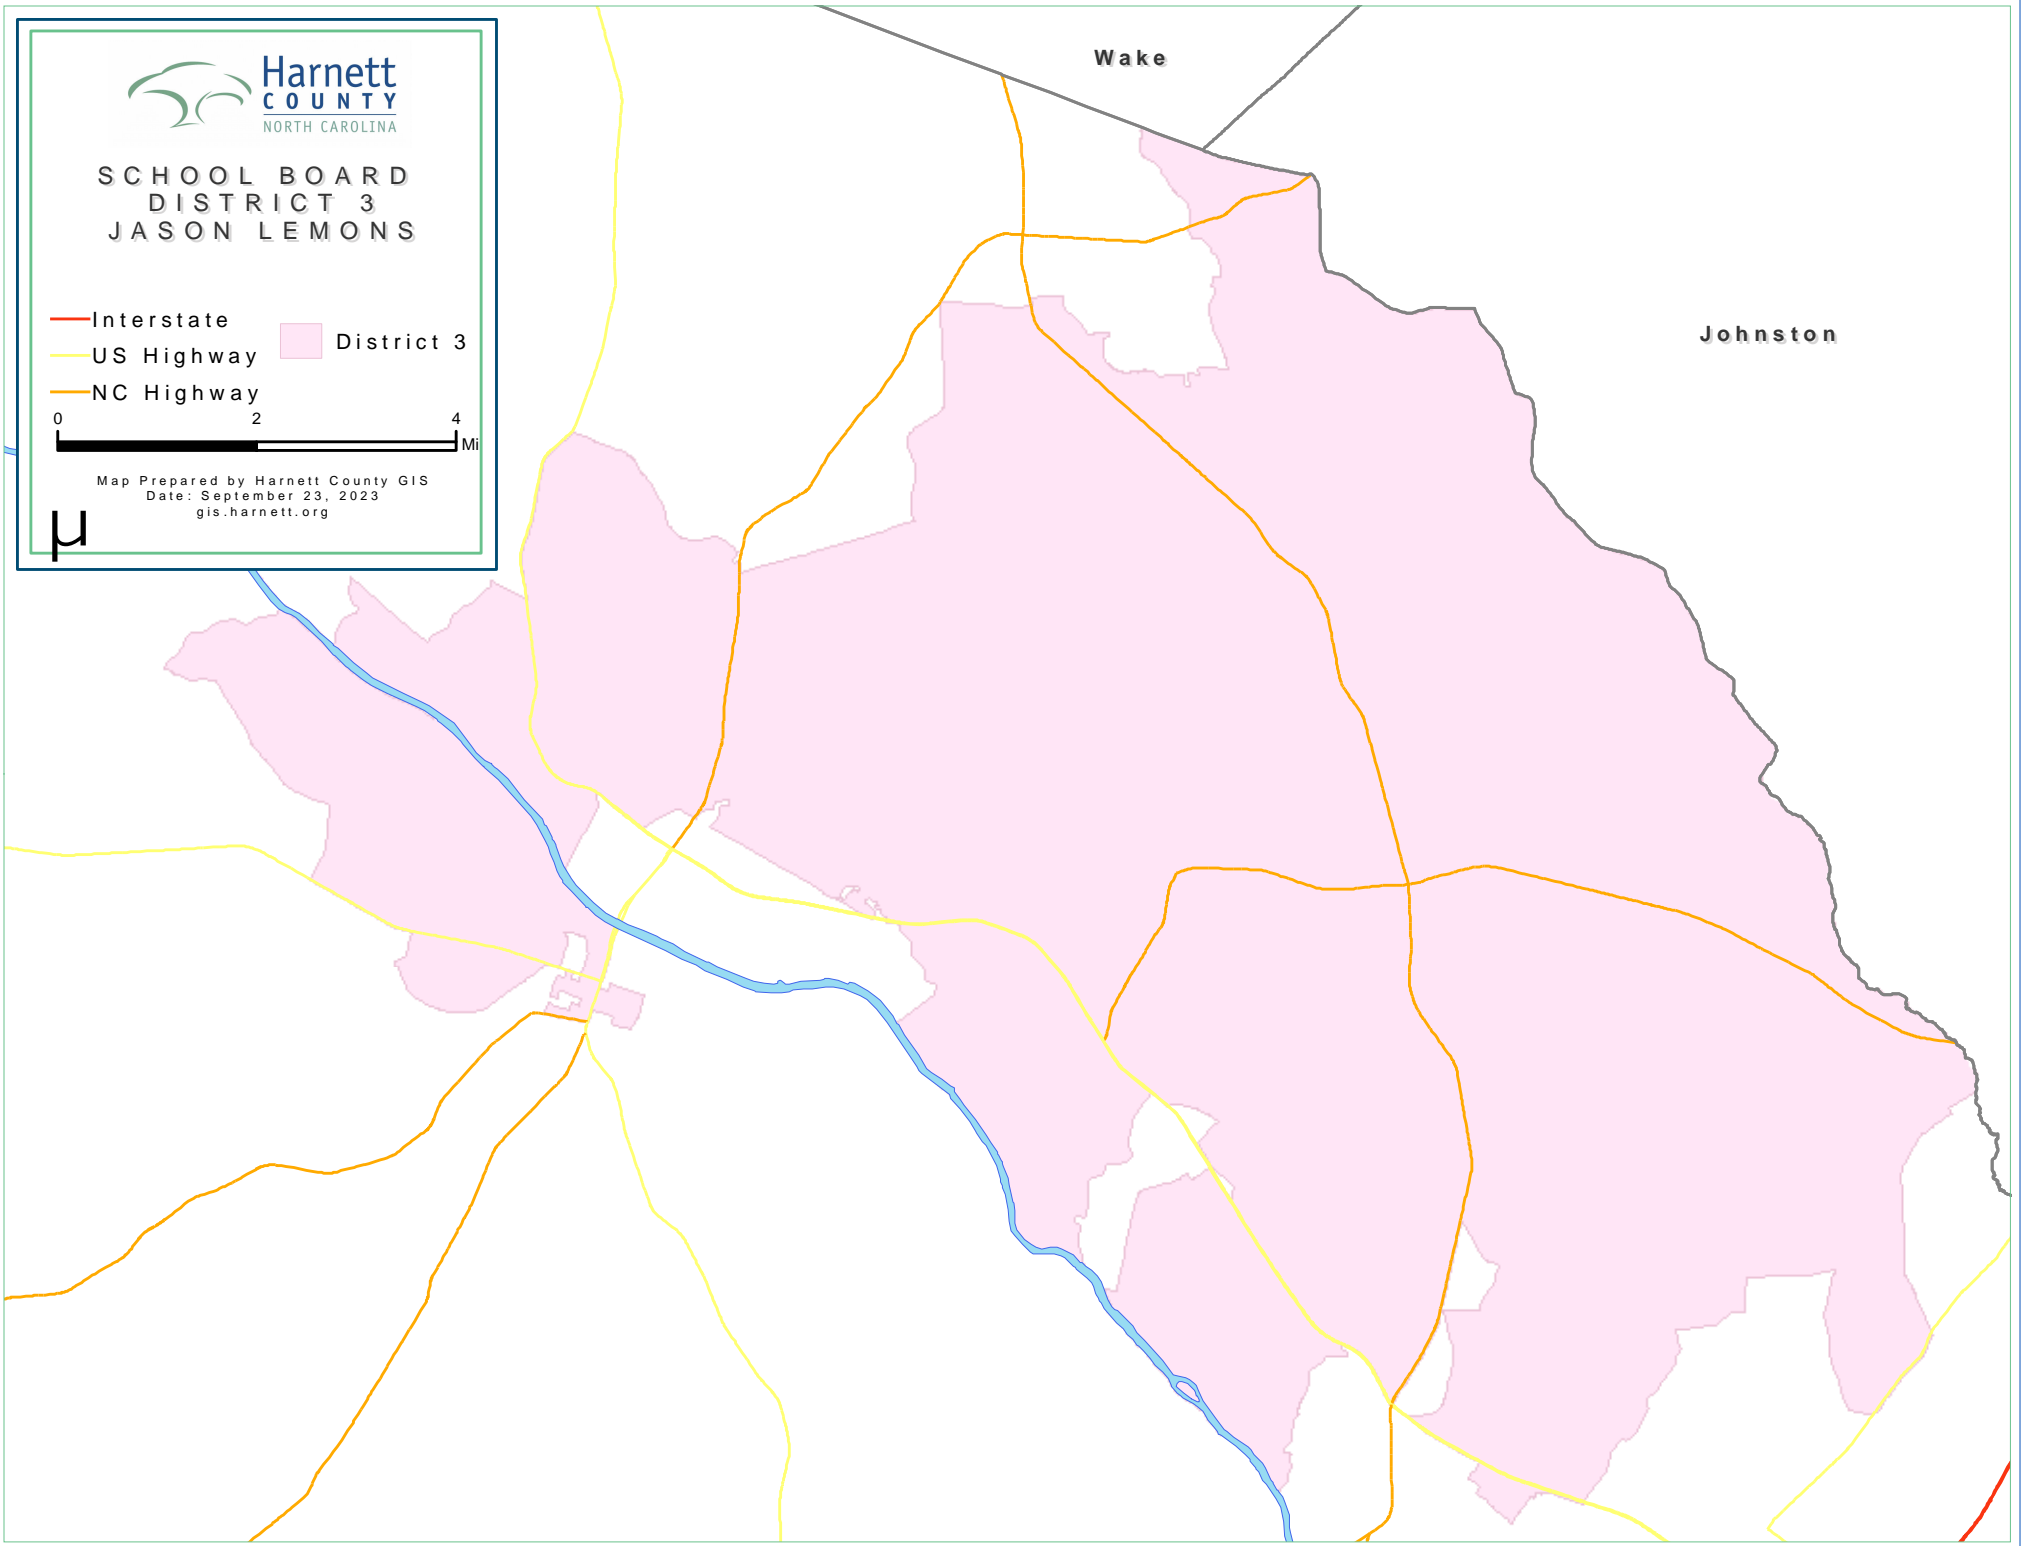 Harnett
COUNTY
NORTH CAROLINA
SCHOOL BOARD
DISTRICT 3
JASON LEMONS
Interstate
US Highway
NC Highway
District 3
0 2 4
Mi
Map Prepared by Harnett County GIS
Date: September 23, 2023
gis.harnett.org
µ
Wake
Johnston